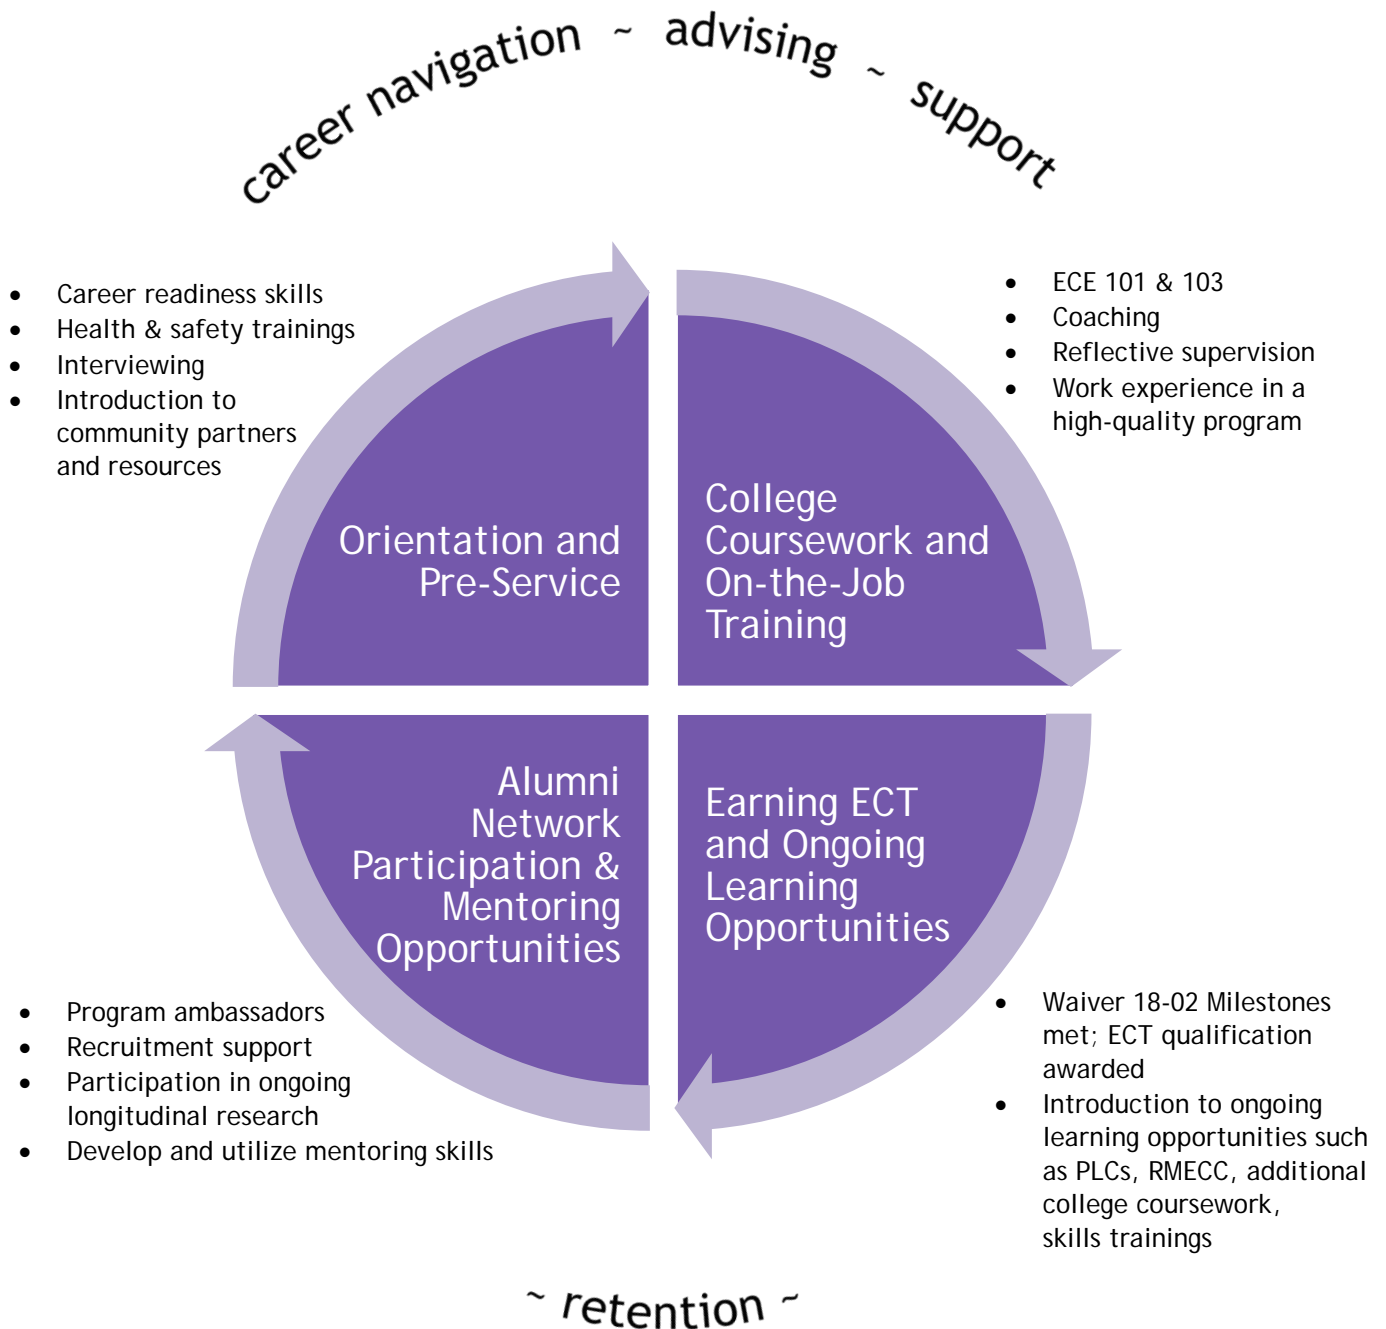 career navigation ~ advising ~ support
• Career readiness skills
• Health & safety trainings
• Interviewing
• Introduction to
community partners
and resources
• ECE 101 & 103
• Coaching
• Reflective supervision
• Work experience in a
high-quality program
Orientation and
Pre-Service
College
Coursework and
On-the-Job
Training
Alumni
Network
Participation &
Mentoring
Opportunities
Earning ECT
and Ongoing
Learning
Opportunities
• Program ambassadors
• Recruitment support
• Participation in ongoing
longitudinal research
• Develop and utilize mentoring skills
• Waiver 18-02 Milestones
met; ECT qualification
awarded
• Introduction to ongoing
learning opportunities such
as PLCs, RMECC, additional
college coursework,
skills trainings
~ retention ~